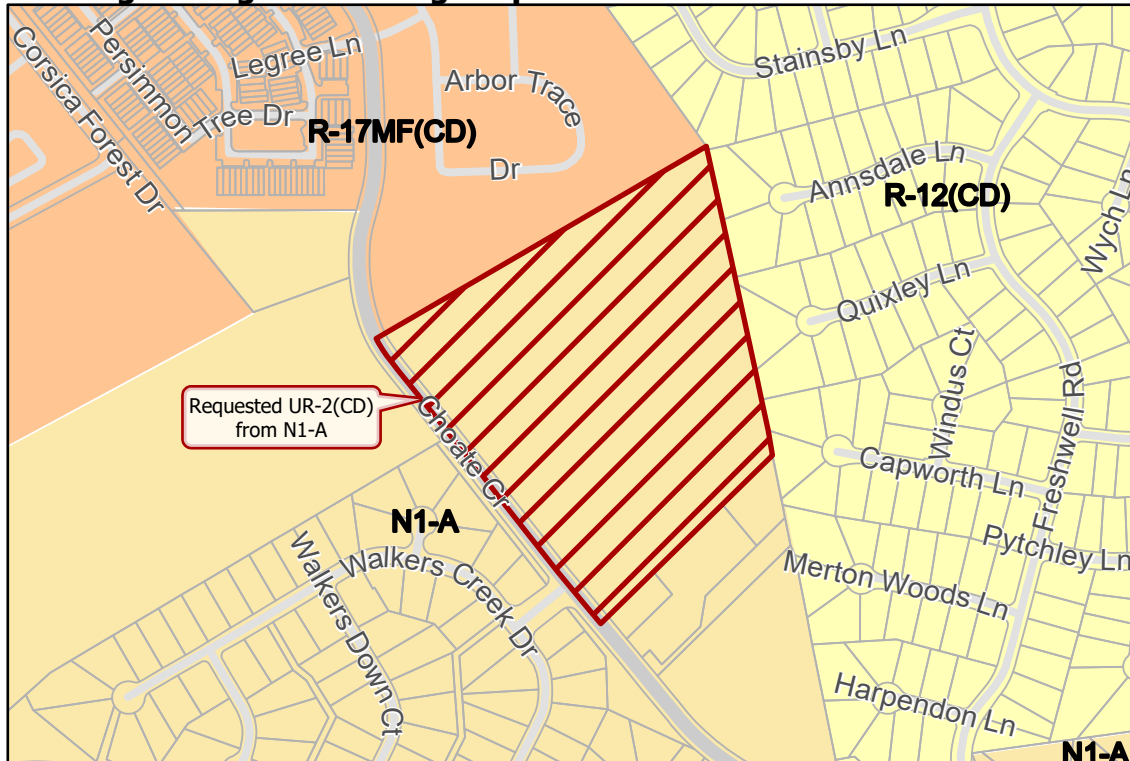 Corsica Forest Dr
Persimmon
Tree Dr
Legree Ln
R-17MF(CD)
Arbor Trace
Dr
Stainsby Ln
Annsdale Ln
R-12(CD)
Wych Ln
Quixley Ln
Windus Ct
Freshwell Rd
Requested UR-2(CD)
from N1-A
Choate Cr
Capworth Ln
N1-A
Walkers Creek Dr
Walkers Down Ct
Pytchley Ln
Merton Woods Ln
Harpendon Ln
N1-A